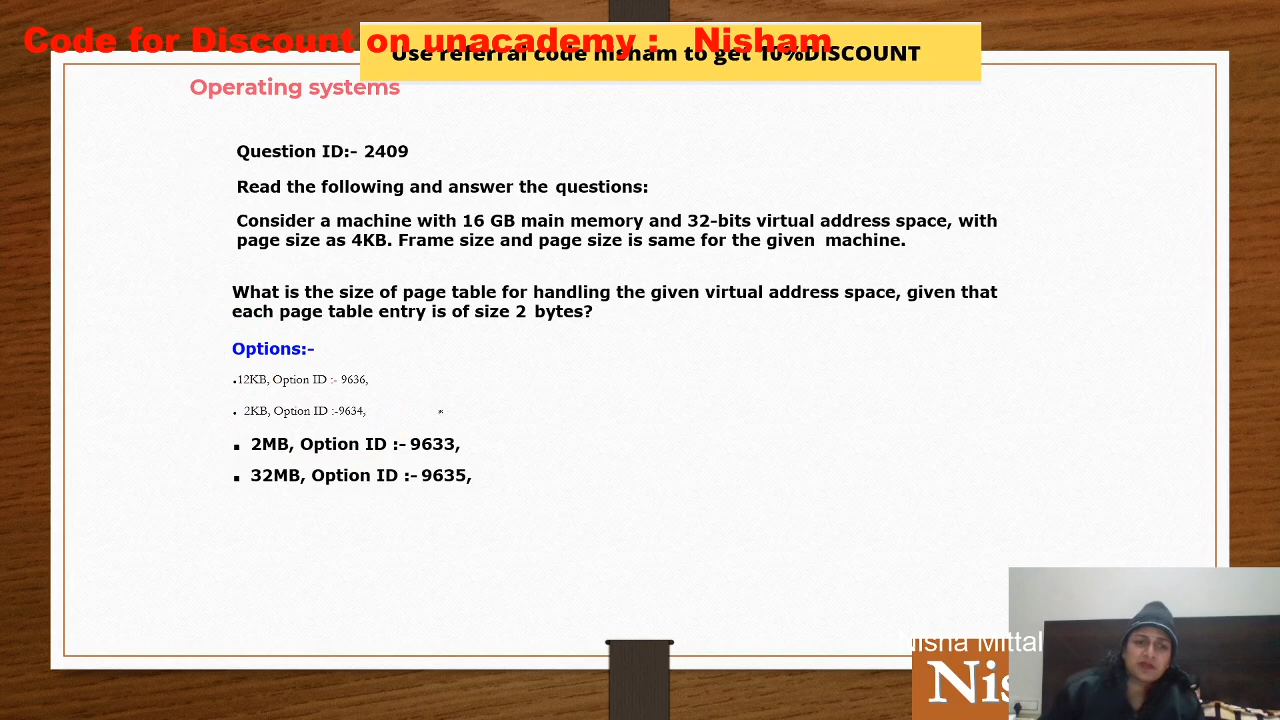 Code for Discount on unacademy : Nisham
Use referral code nisham to get 10%DISCOUNT
Operating systems
Question ID:- 2409
Read the following and answer the questions:
Consider a machine with 16 GB main memory and 32-bits virtual address space, with
page size as 4KB. Frame size and page size is same for the given machine.
What is the size of page table for handling the given virtual address space, given that
each page table entry is of size 2 bytes?
Options:-
.12KB, Option ID :- 9636,
. 2KB, Option ID :-9634,
▪ 2MB, Option ID :- 9633,
▪ 32MB, Option ID :- 9635,
Nisha Mittal
Nis